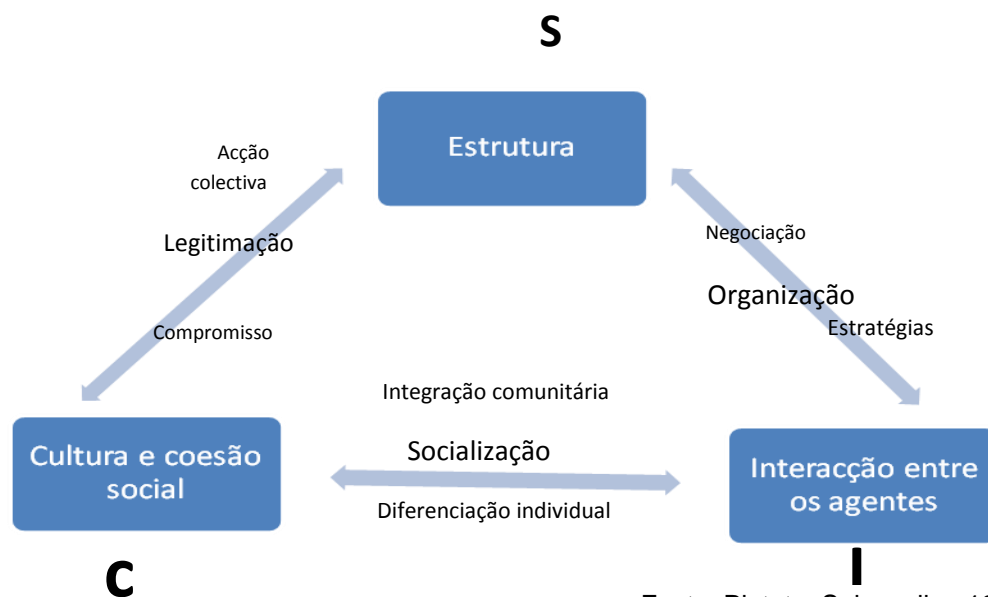 S
Estrutura
Acção
colectiva
Legitimação
Compromisso
Negociação
Organização
Estratégias
Integração comunitária
Socialização
Diferenciação individual
Cultura e coesão
social
Interacção entre
os agentes
C
I